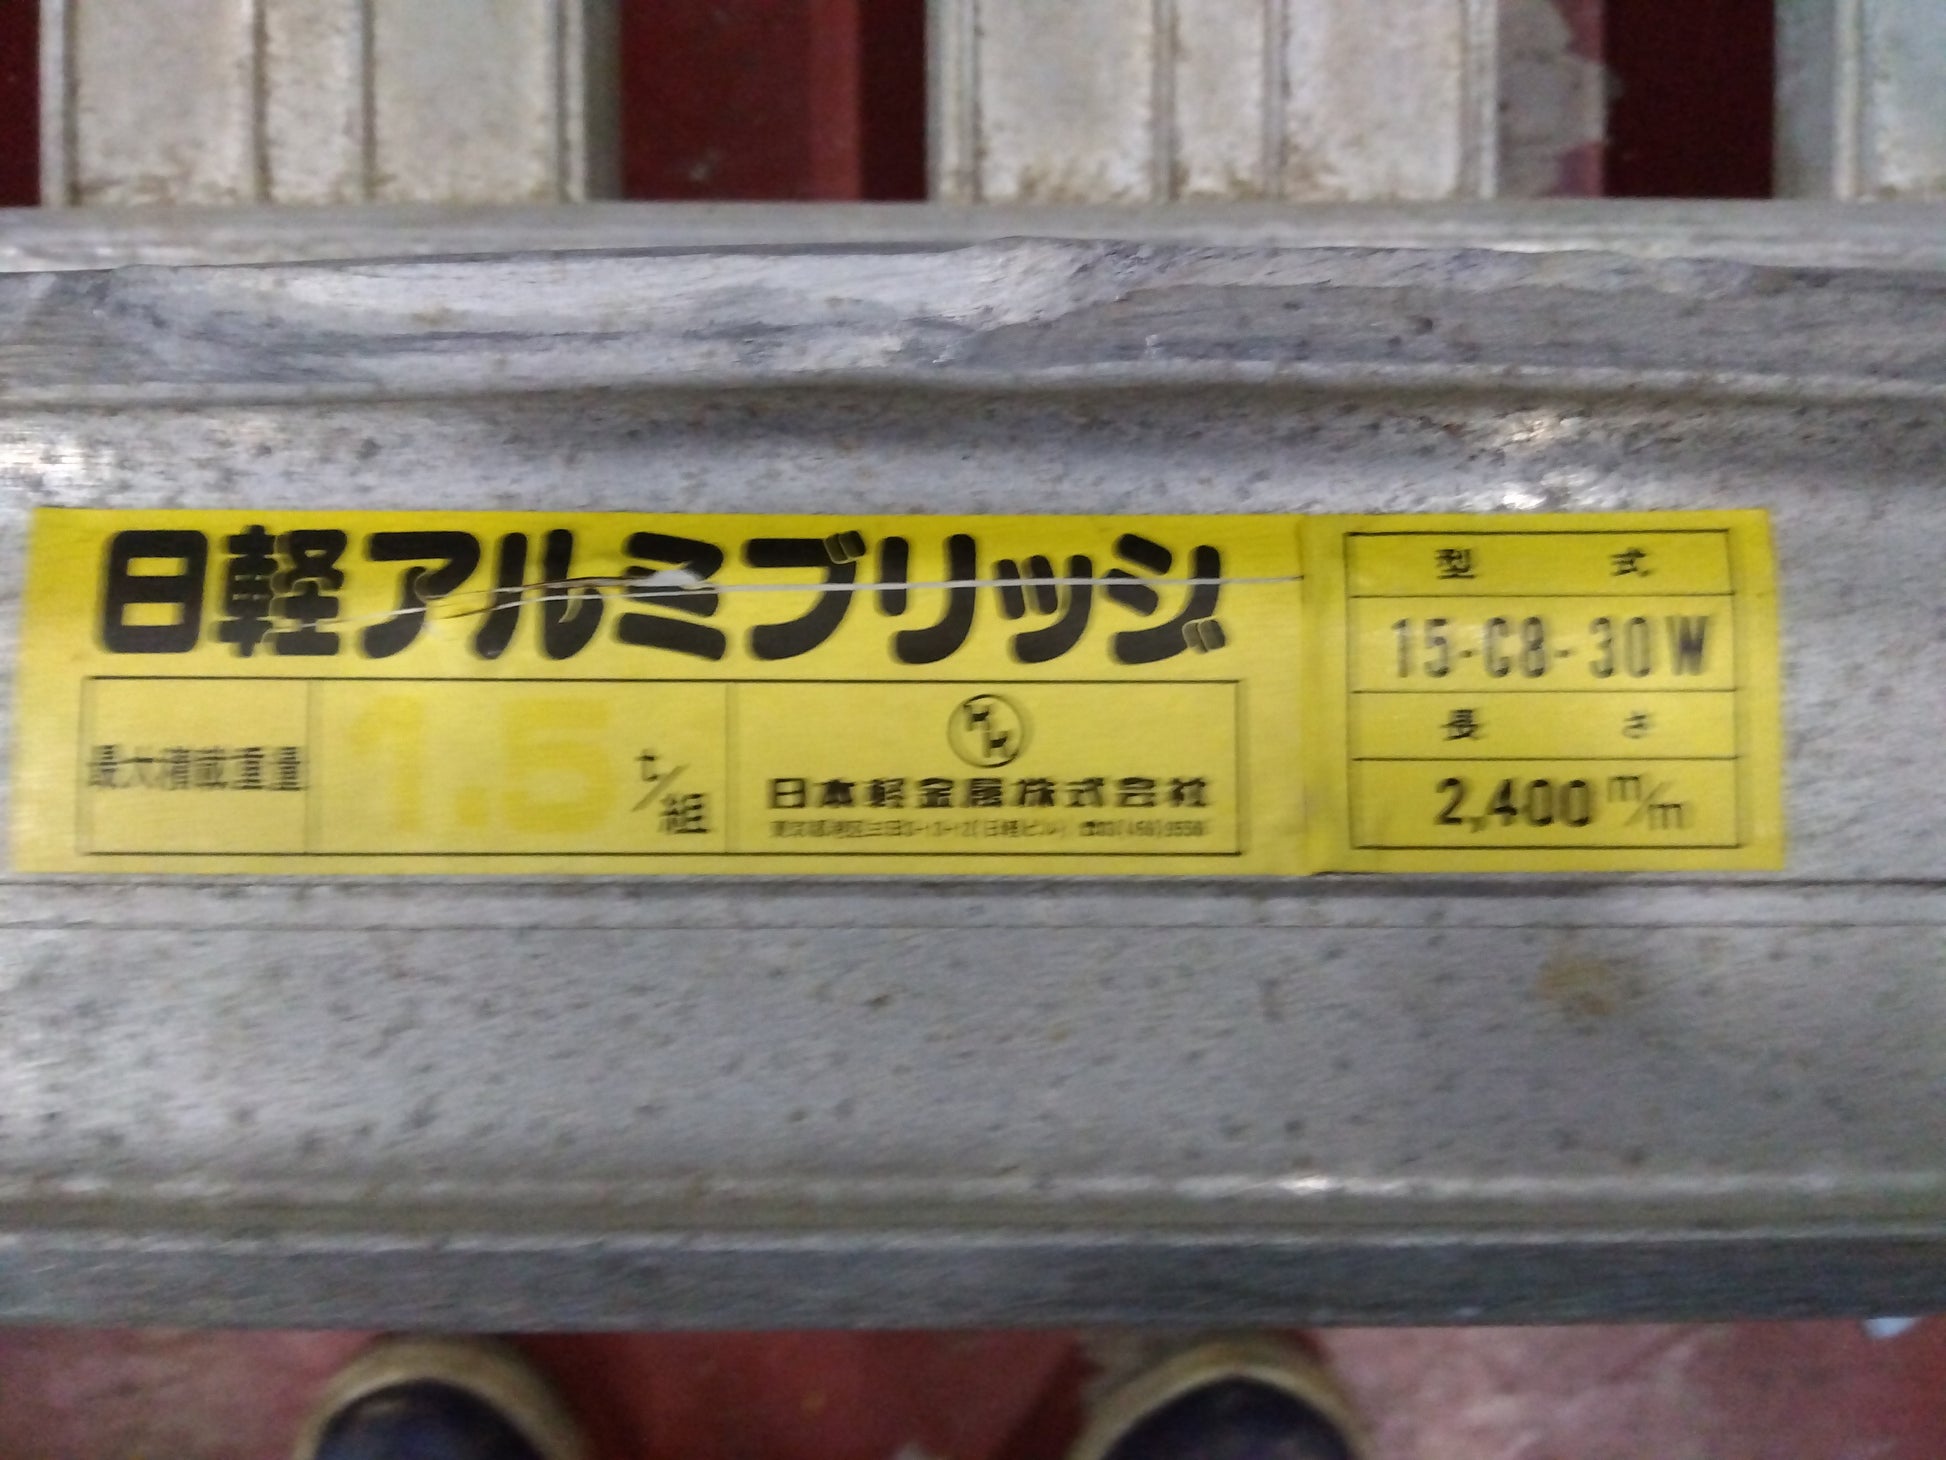 日軽アルミブリッジ
最大積載重量
1.5 t/組
日本軽金属株式会社
型 式
15-C8-30W
長 さ
2,400 m/m